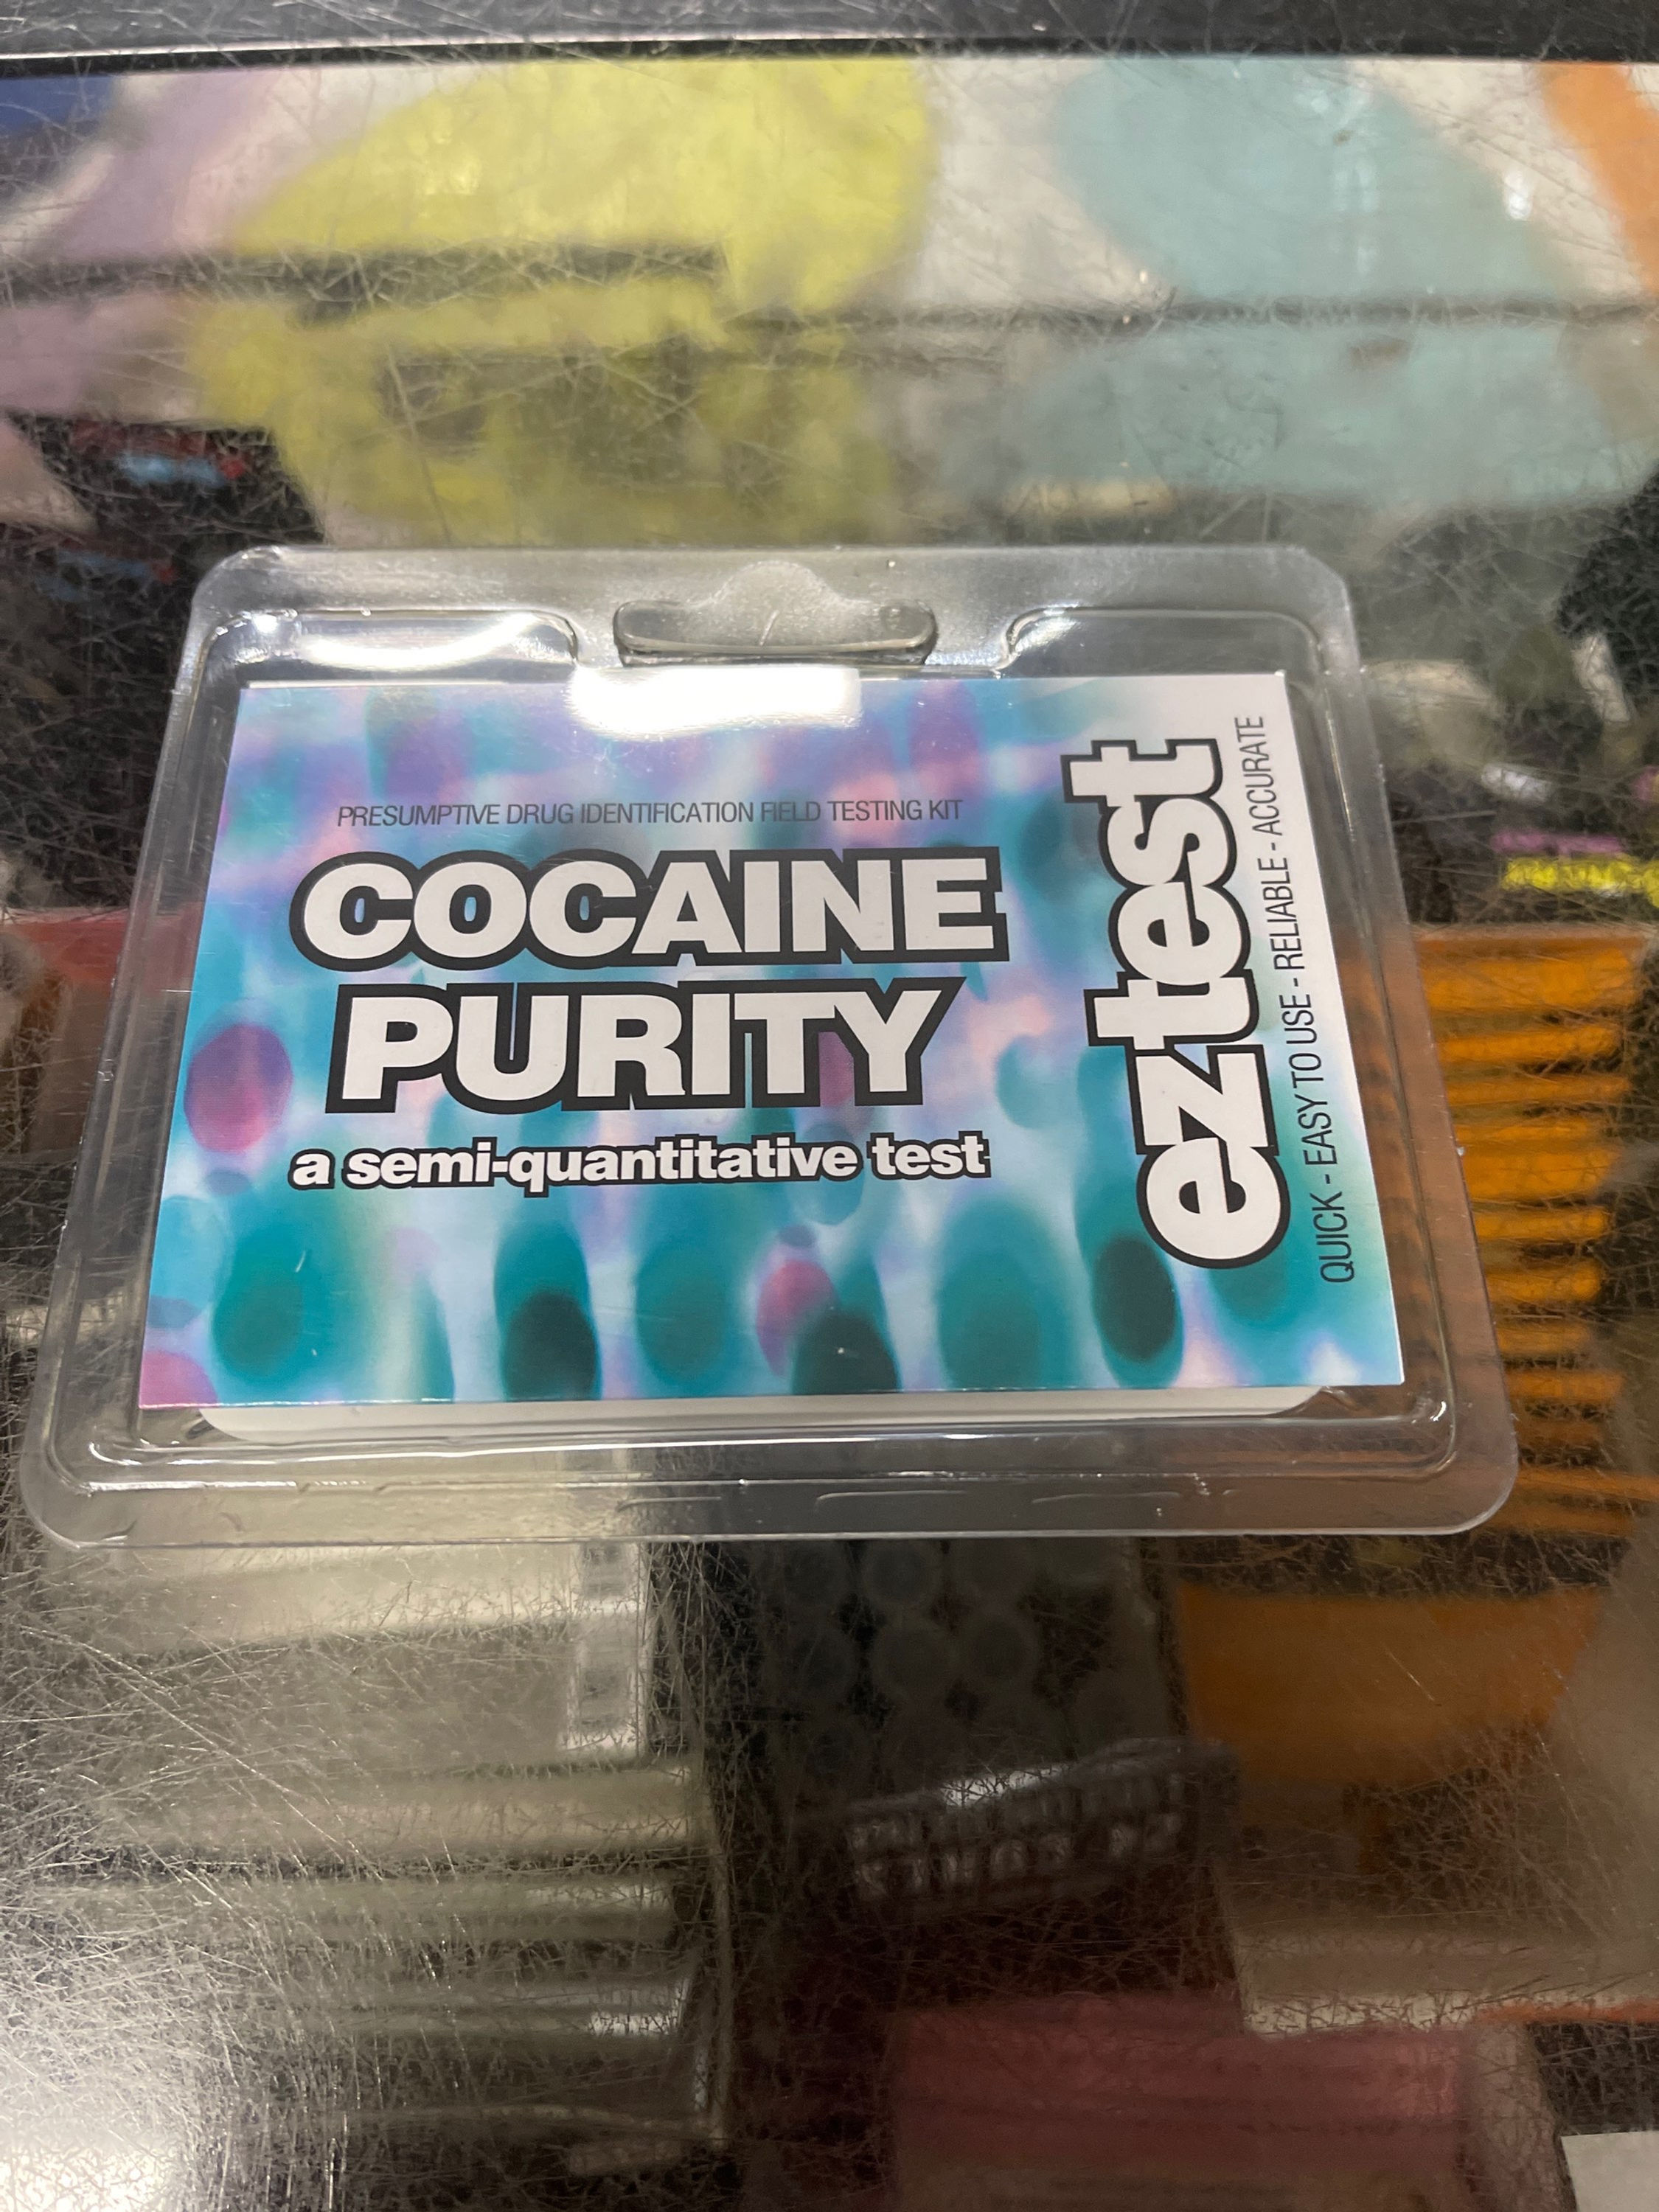 PRESUMPTIVE DRUG IDENTIFICATION FIELD TESTING KIT
COCAINE
PURITY
a semi-quantitative test
eztest
QUICK - EASY TO USE - RELIABLE - ACCURATE